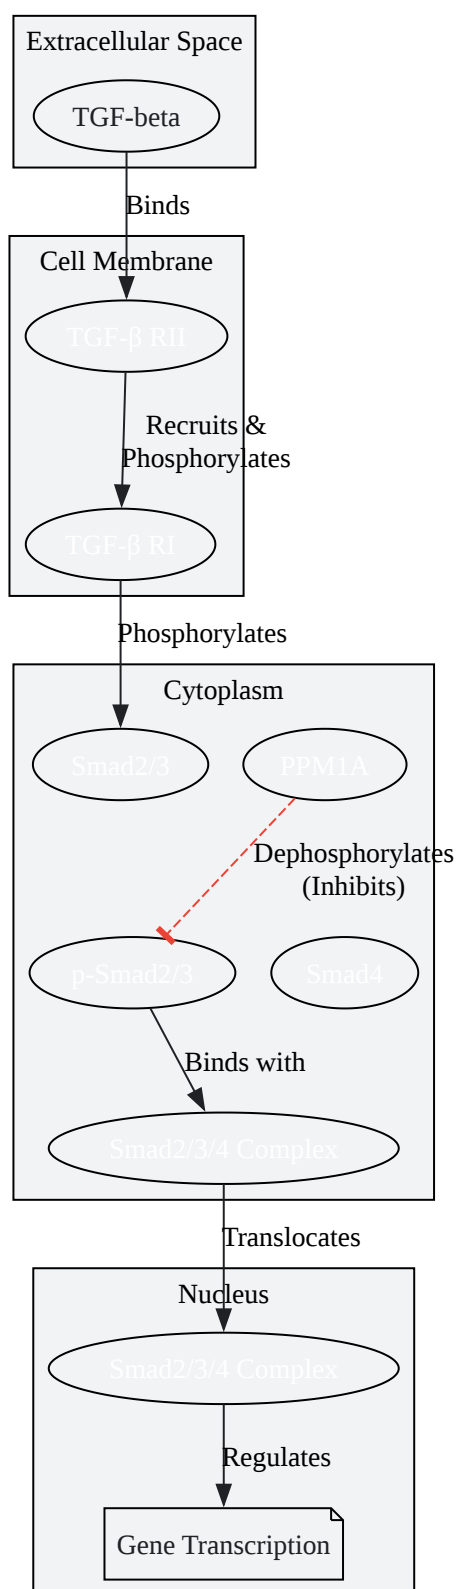 Extracellular Space
TGF-beta
Binds
Cell Membrane
TGF-β RII
Recruits &
Phosphorylates
TGF-β RI
Phosphorylates
Cytoplasm
Smad2/3
PPM1A
Dephosphorylates
(Inhibits)
p-Smad2/3
Smad4
Binds with
Smad2/3/4 Complex
Translocates
Nucleus
Smad2/3/4 Complex
Regulates
Gene Transcription